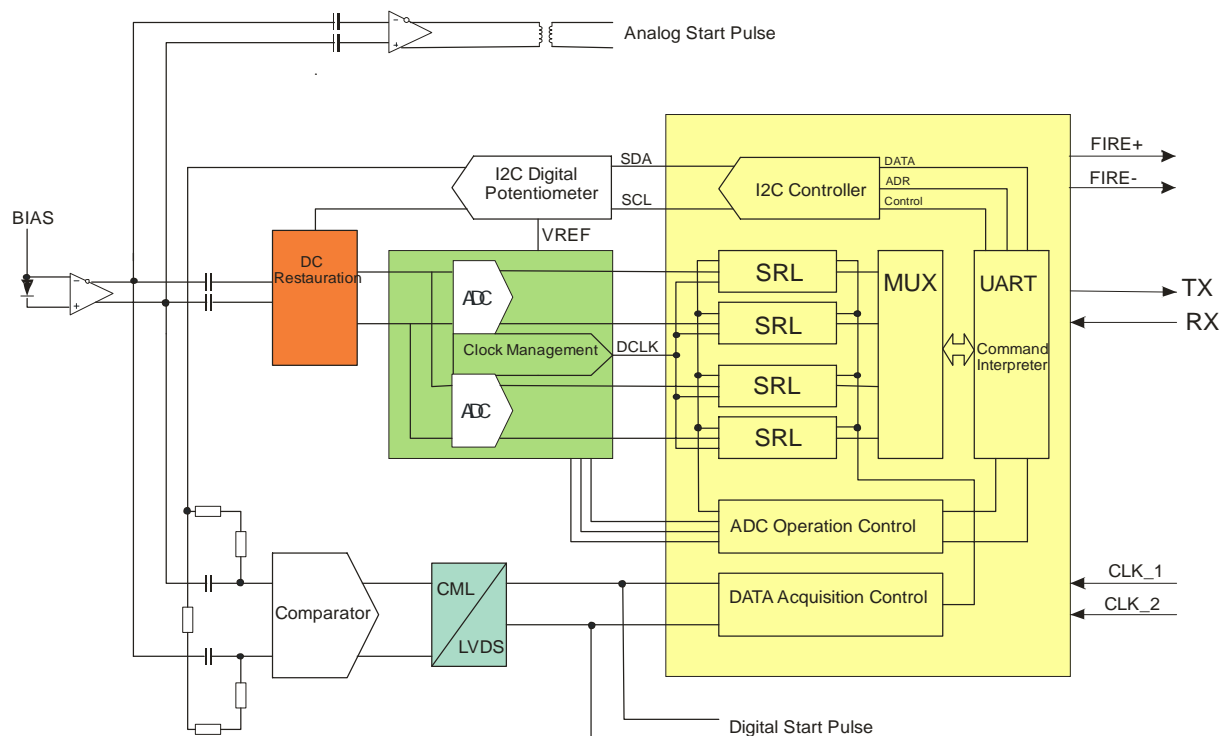 Analog Start Pulse
FIRE+
FIRE-
I2C Digital
Potentiometer
SDA
SCL
I2C Controller
DATA
ADR
Control
BIAS
VREF
DC
Restauration
ADC
SRL
MUX
UART
TX
RX
SRL
Clock Management
DCLK
Command
Interpreter
ADC
SRL
SRL
ADC Operation Control
CLK_1
CLK_2
Comparator
CML
LVDS
DATA Acquisition Control
Digital Start Pulse